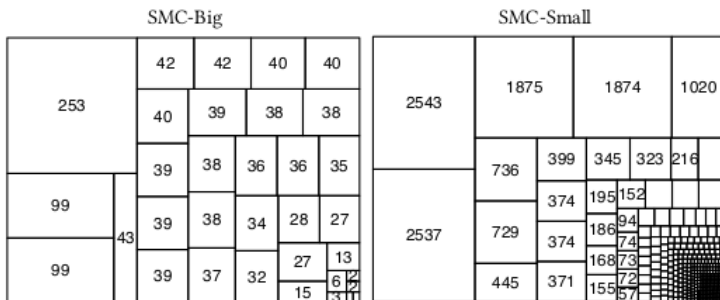 SMC-Big SMC-Small
253 42 42 40 40
40 39 38 38
39 38 36 36 35
99 43 39 38 34 28 27
99 39 37 32 27 13
6 2
15 3 2
2543 1875 1874 1020
736 399 345 323 216
374 195 152
2537 729 374 186 94
74
445 371 168 73
72
155 57